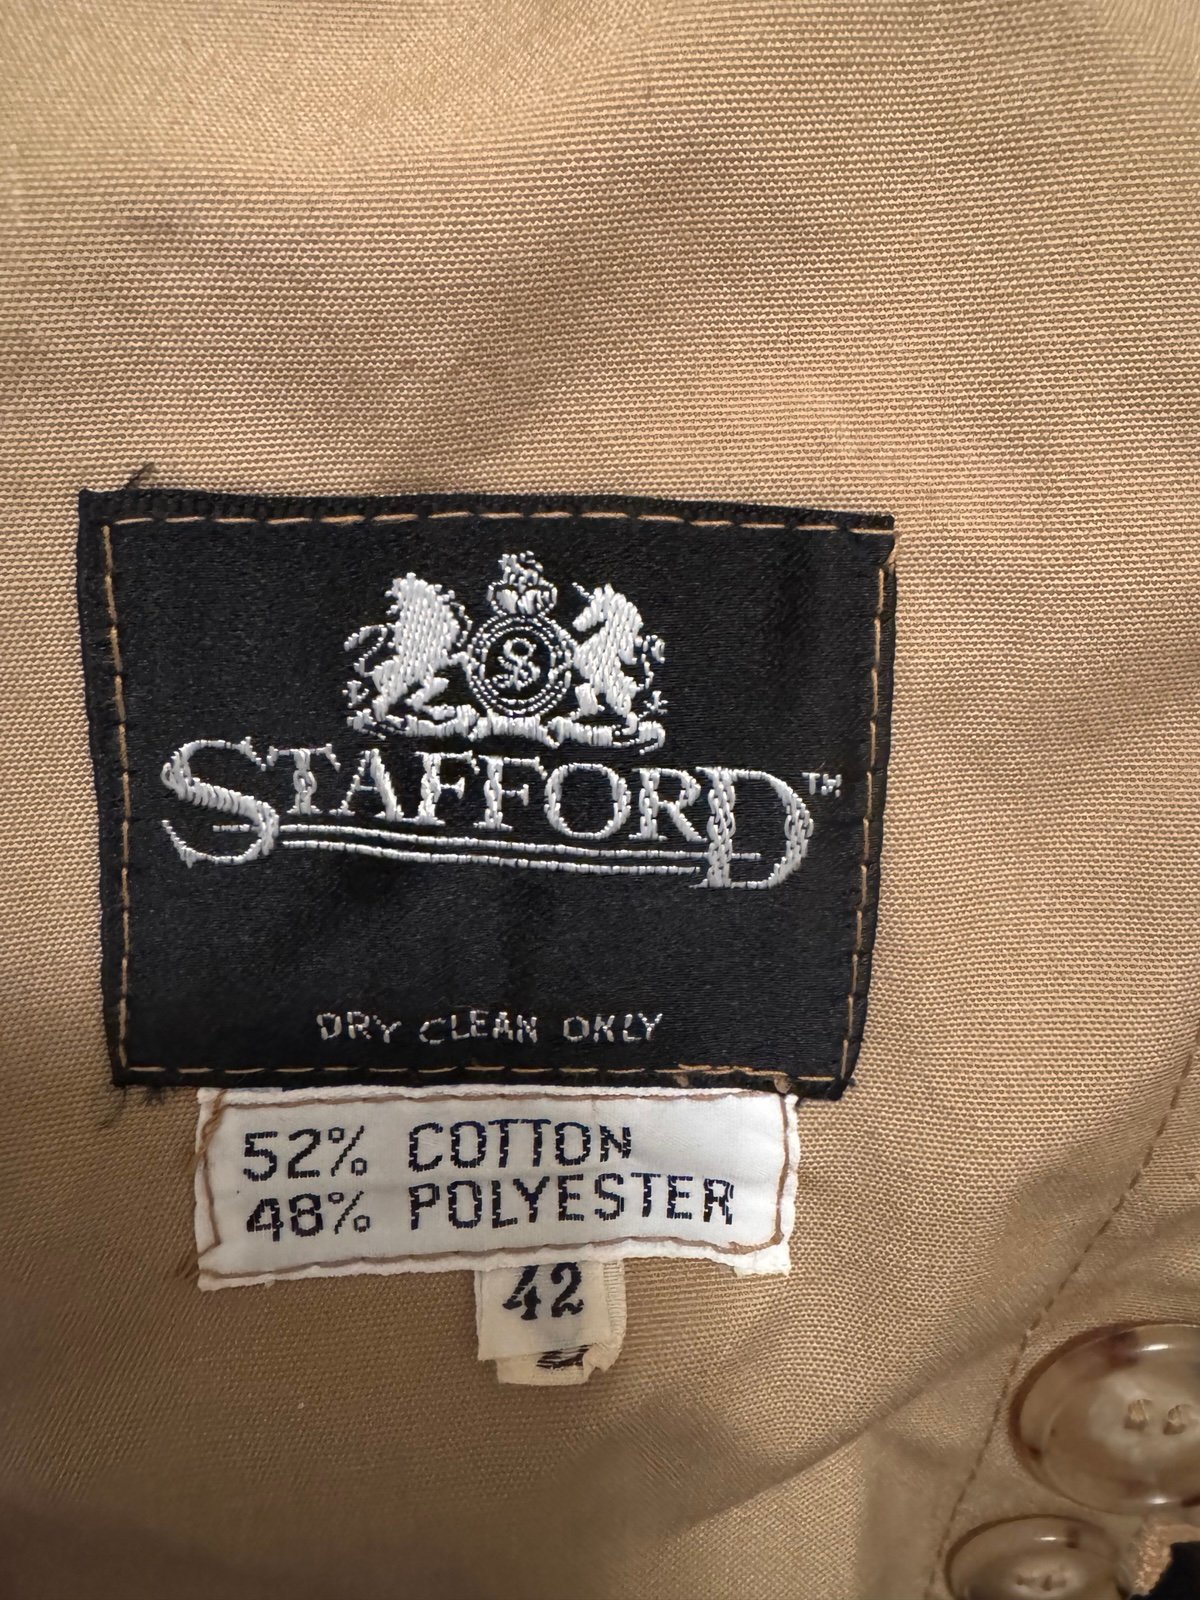 STAFFORD™
DRY CLEAN ONLY
52% COTTON
48% POLYESTER
42